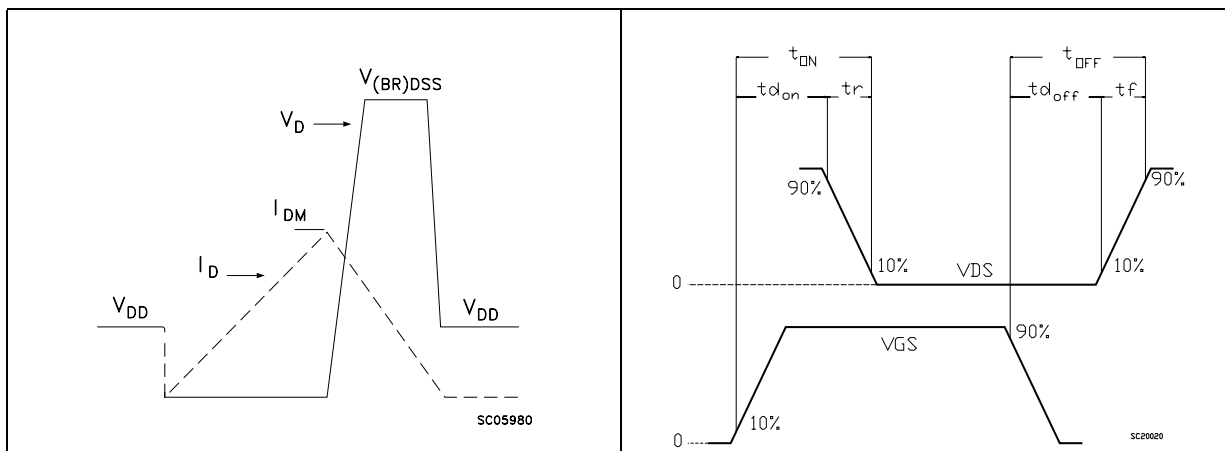 V(BR)DSS
VD
IDM
ID
VDD
VDD
SC05980
tON
tOFF
tdon
tr
tdoff
tf
90%
90%
10%
10%
0
VDS
VGS
90%
10%
0
SC20020